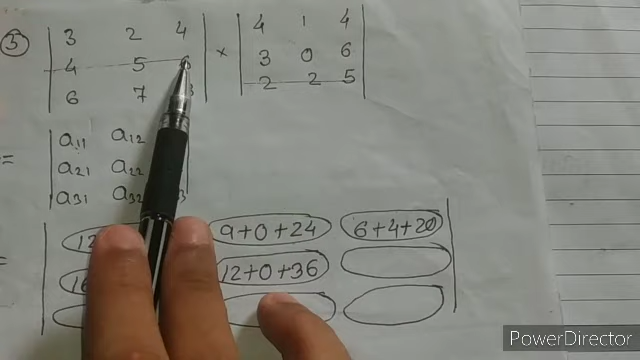 5 | 3 2 4 | × | 4 1 4 |
| 4 5 6 | | 3 0 6 |
| 6 7 | | 2 2 5 |
= | a11 a12
| a21 a22
| a31 a32
= | 12 9+0+24 6+4+20 |
16 12+0+36
PowerDirector